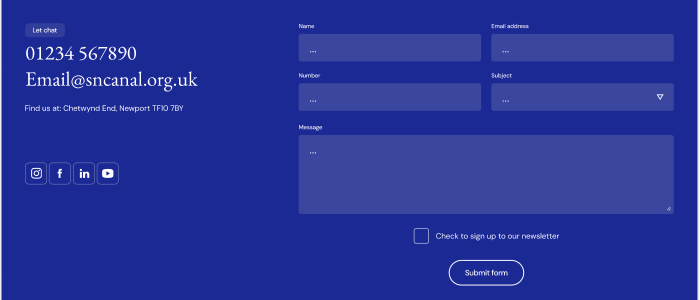 Let chat
01234 567890
Email@sncanal.org.uk
Find us at: Chetwynd End, Newport TF10 7BY
Name
...
Email address
...
Number
...
Subject
...
Message
...
Check to sign up to our newsletter
Submit form